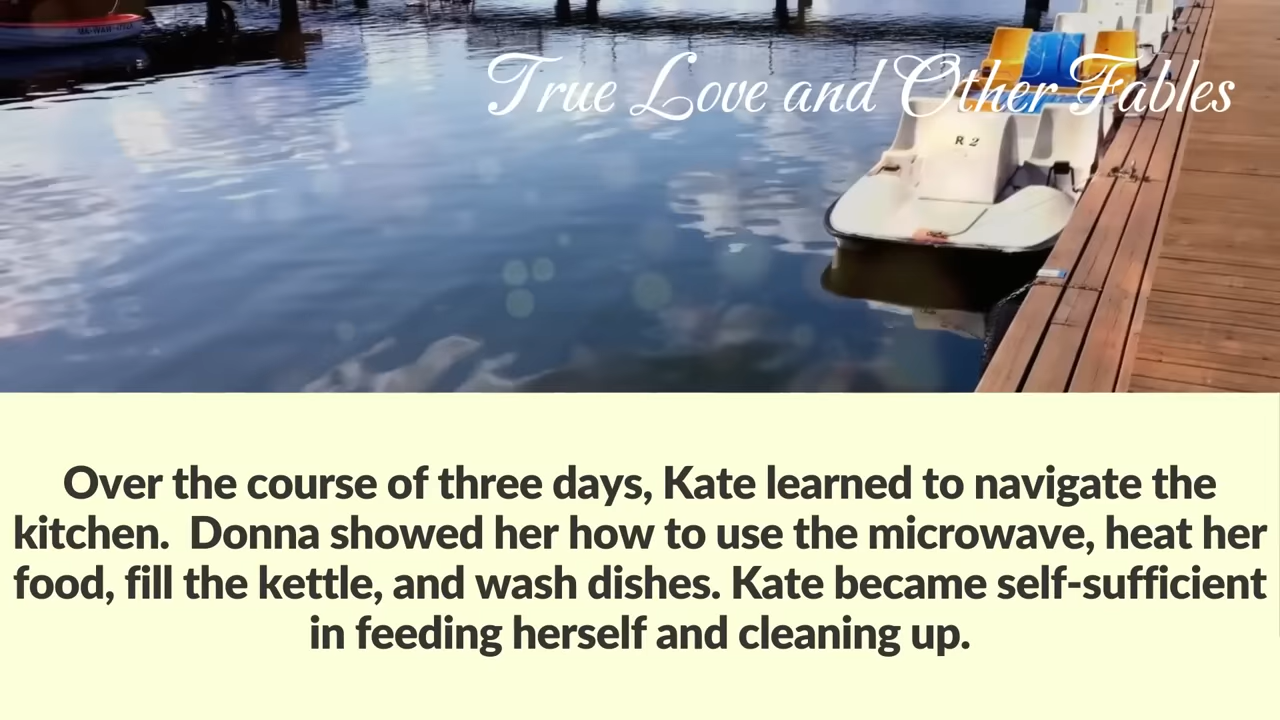 True Love and Other Fables
R 2
Over the course of three days, Kate learned to navigate the
kitchen.  Donna showed her how to use the microwave, heat her
food, fill the kettle, and wash dishes. Kate became self-sufficient
in feeding herself and cleaning up.